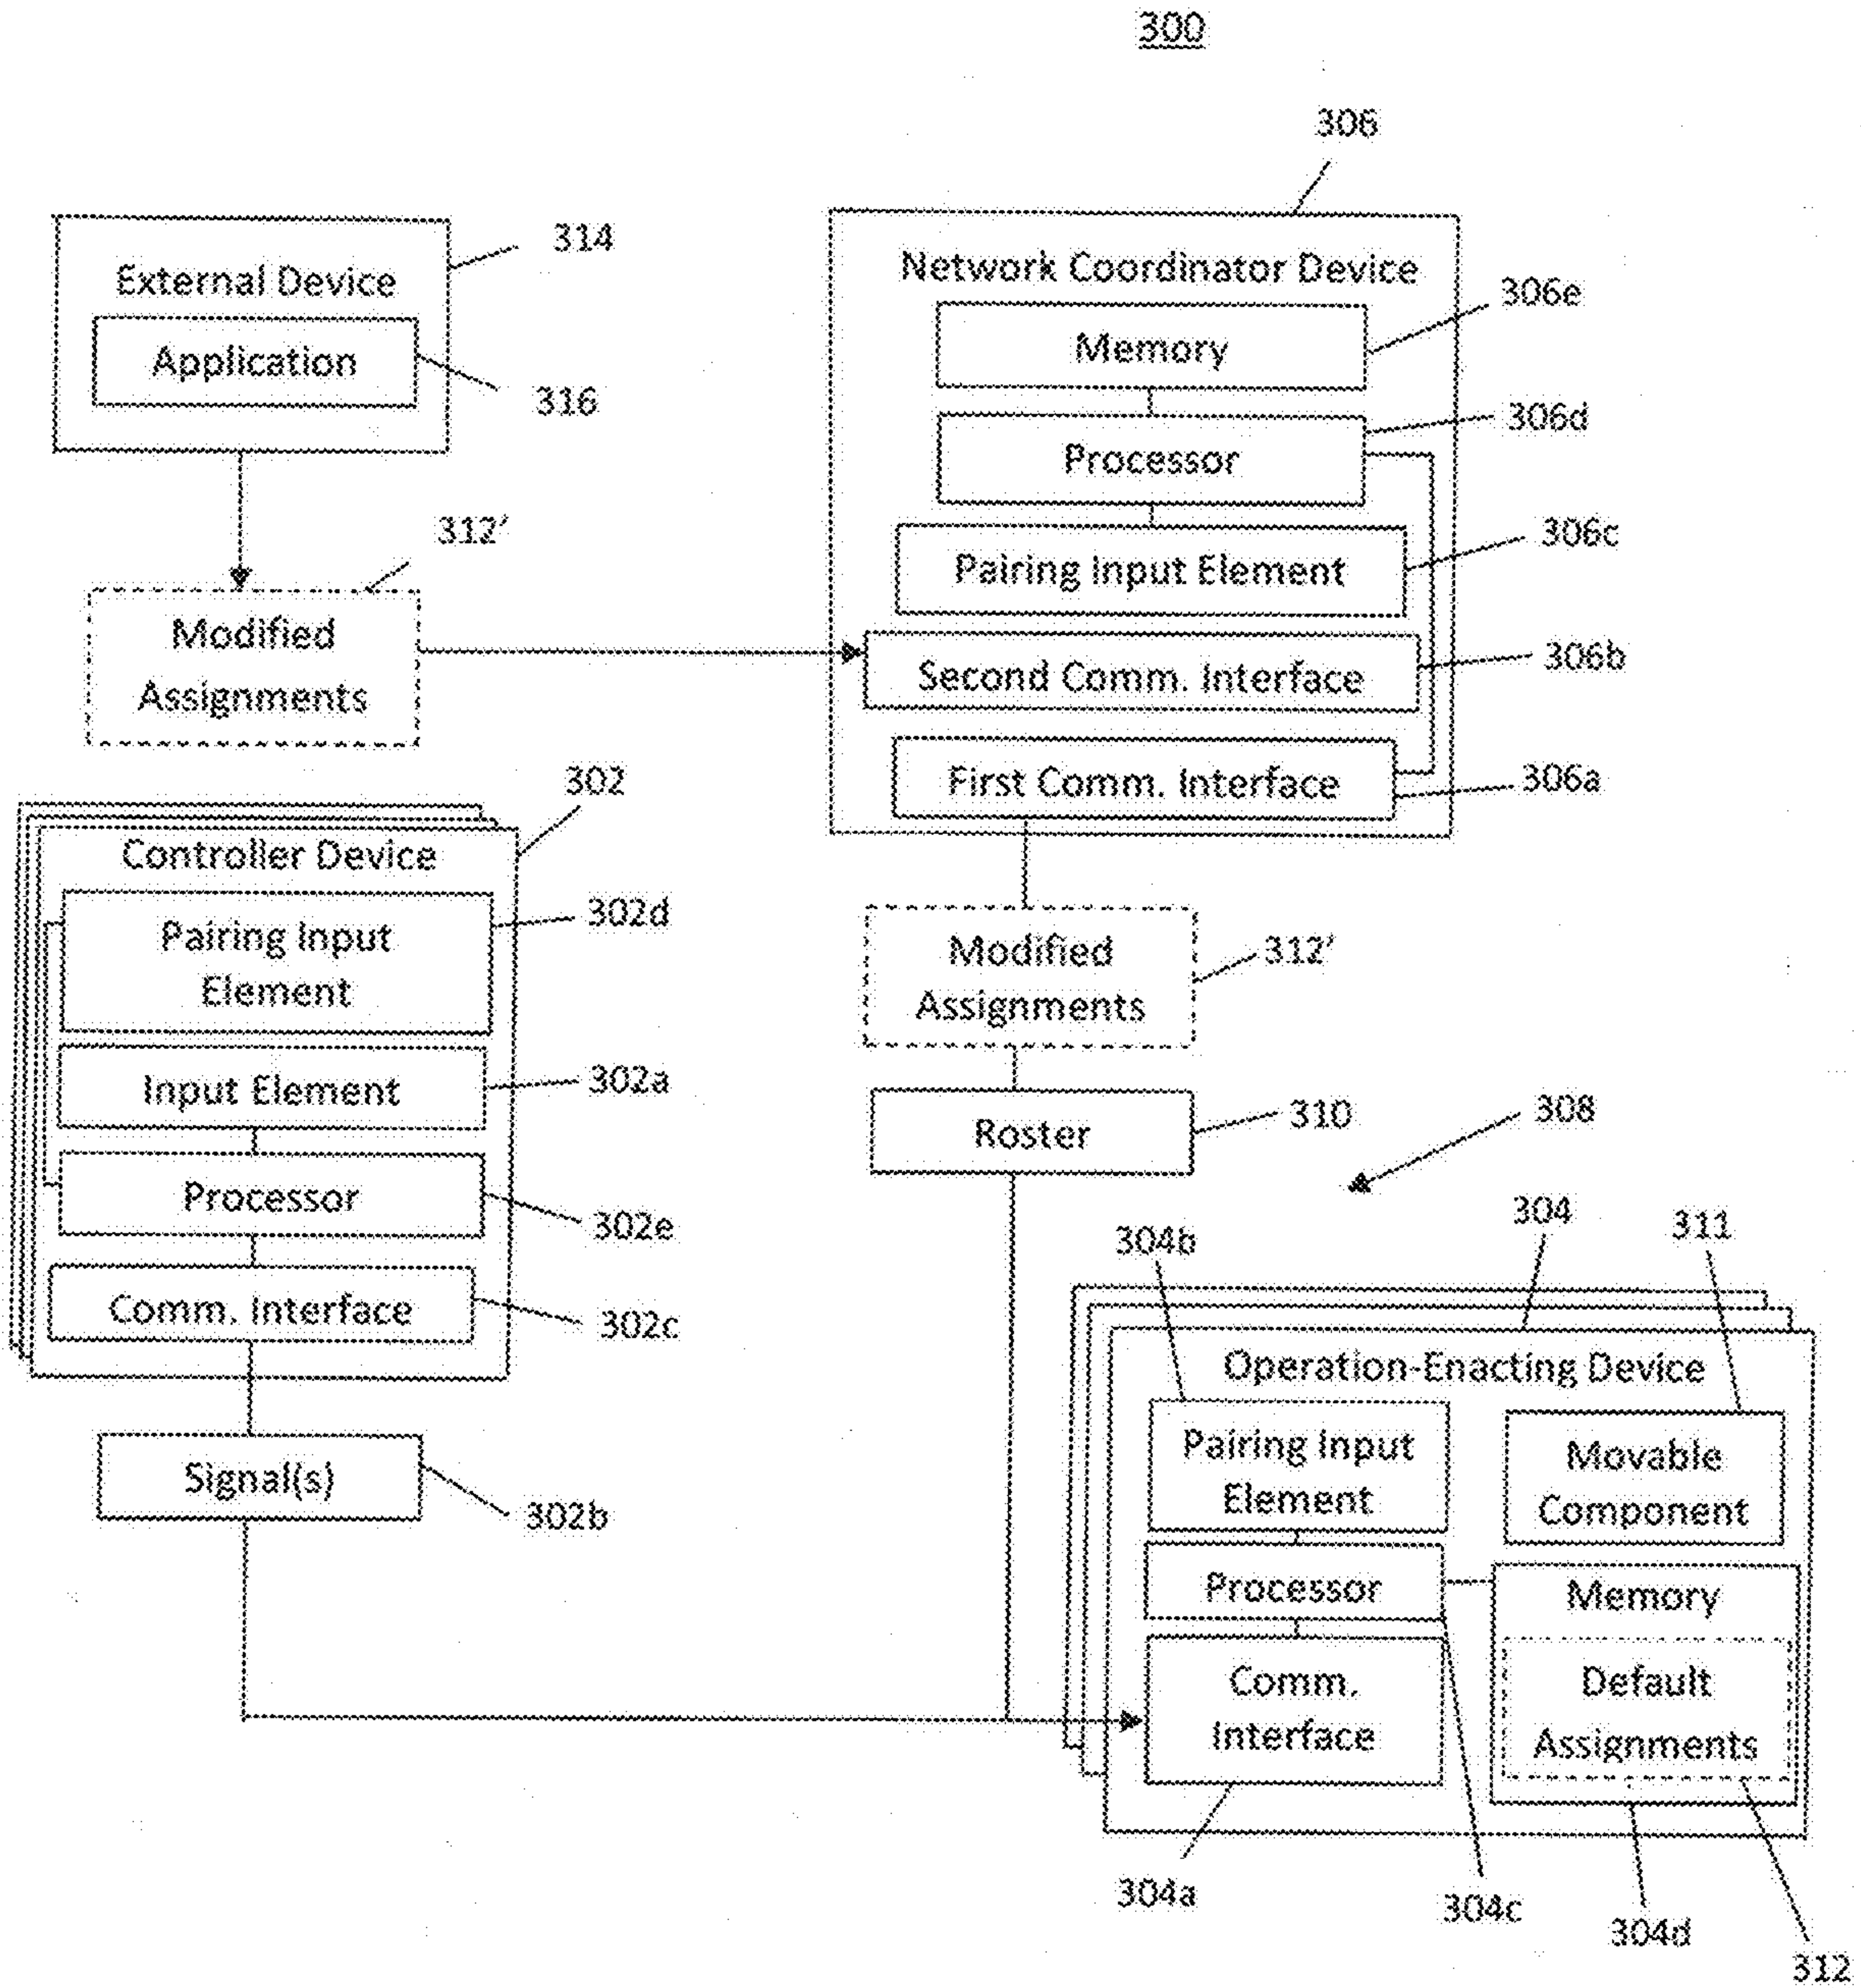 300
306
314
External Device
Application
316
Network Coordinator Device
306e
Memory
306d
Processor
306c
Pairing Input Element
306b
Second Comm. Interface
306a
First Comm. Interface
312'
Modified
Assignments
302
Controller Device
302d
Pairing Input
Element
302a
Input Element
Processor
302e
Comm. Interface
302c
Signal(s)
302b
Modified
Assignments
312'
Roster
310
308
304
311
304b
Operation-Enacting Device
Pairing Input
Element
Movable
Component
Processor
Memory
Comm.
Interface
Default
Assignments
304a
304c
304d
312